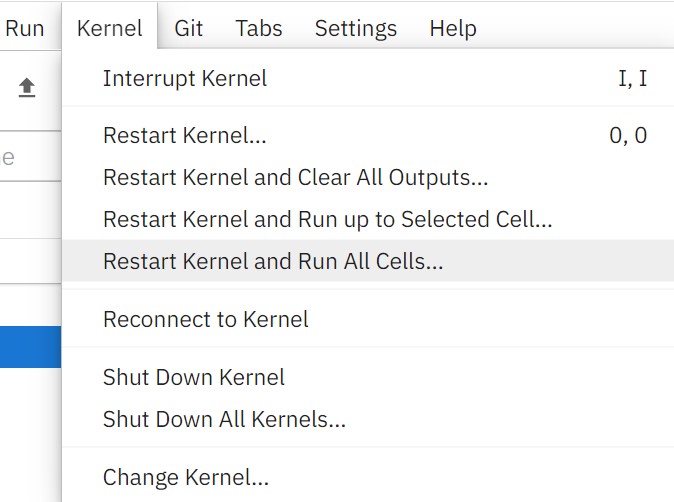 Run Kernel Git Tabs Settings Help
Interrupt Kernel I, I
Restart Kernel... 0, 0
e
Restart Kernel and Clear All Outputs...
Restart Kernel and Run up to Selected Cell...
Restart Kernel and Run All Cells...
Reconnect to Kernel
Shut Down Kernel
Shut Down All Kernels...
Change Kernel...